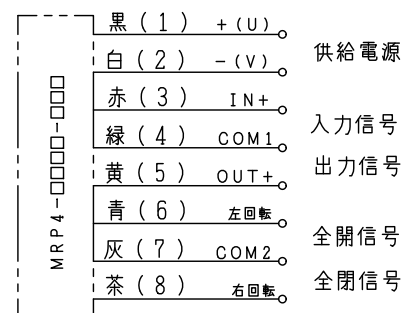 黒(1) +(U)
白(2) -(V)
供給電源
赤(3) IN+
緑(4) COM1
入力信号
黄(5) OUT+
出力信号
青(6) 左回転
灰(7) COM2
全開信号
茶(8) 右回転
全閉信号
MRP4-□□□□-□□